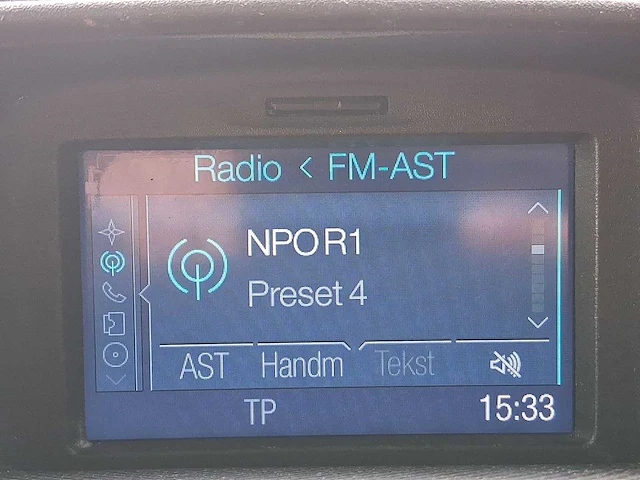 Radio < FM-AST
NPO R1
Preset 4
AST Handm Tekst
TP 15:33